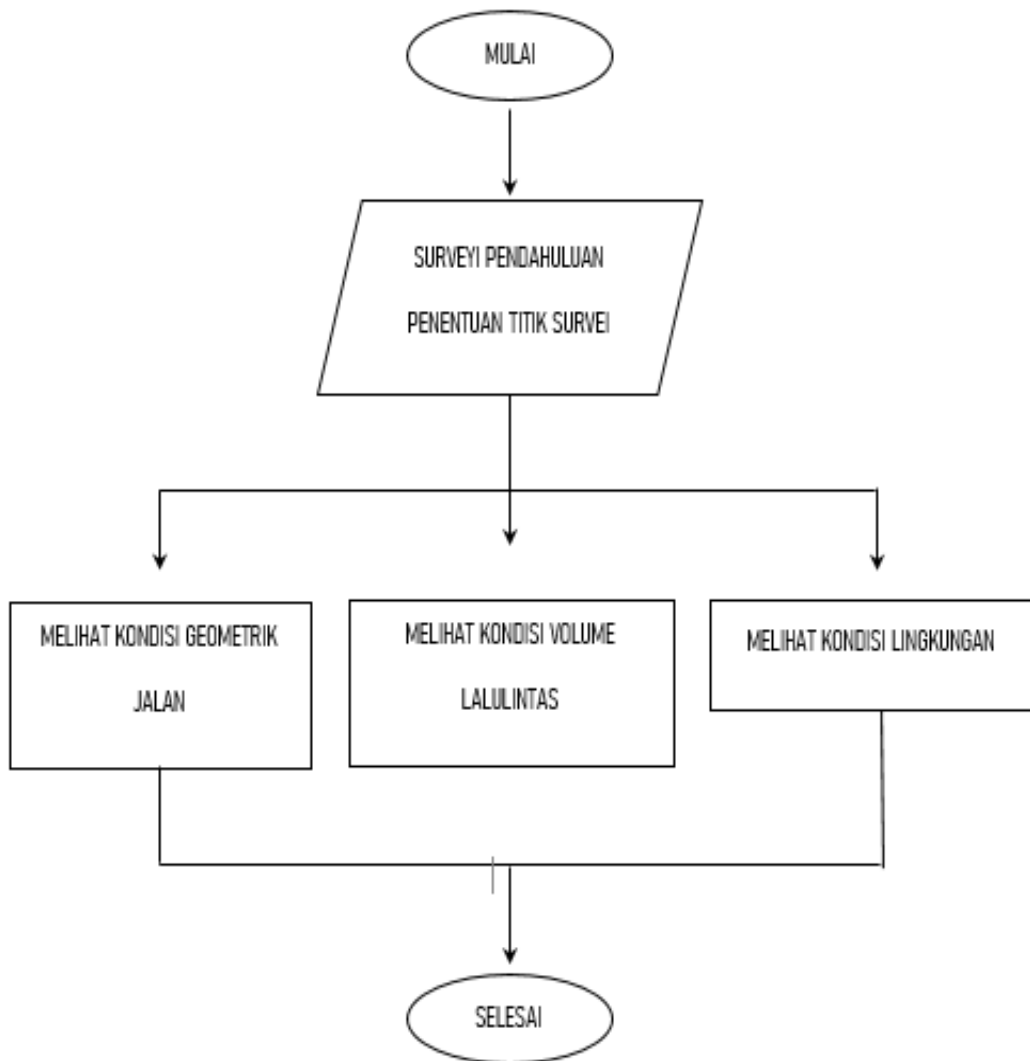 MULAI
SURVEYI PENDAHULUAN
PENENTUAN TITIK SURVEI
MELIHAT KONDISI GEOMETRIK
JALAN
MELIHAT KONDISI VOLUME
LALULINTAS
MELIHAT KONDISI LINGKUNGAN
SELESAI